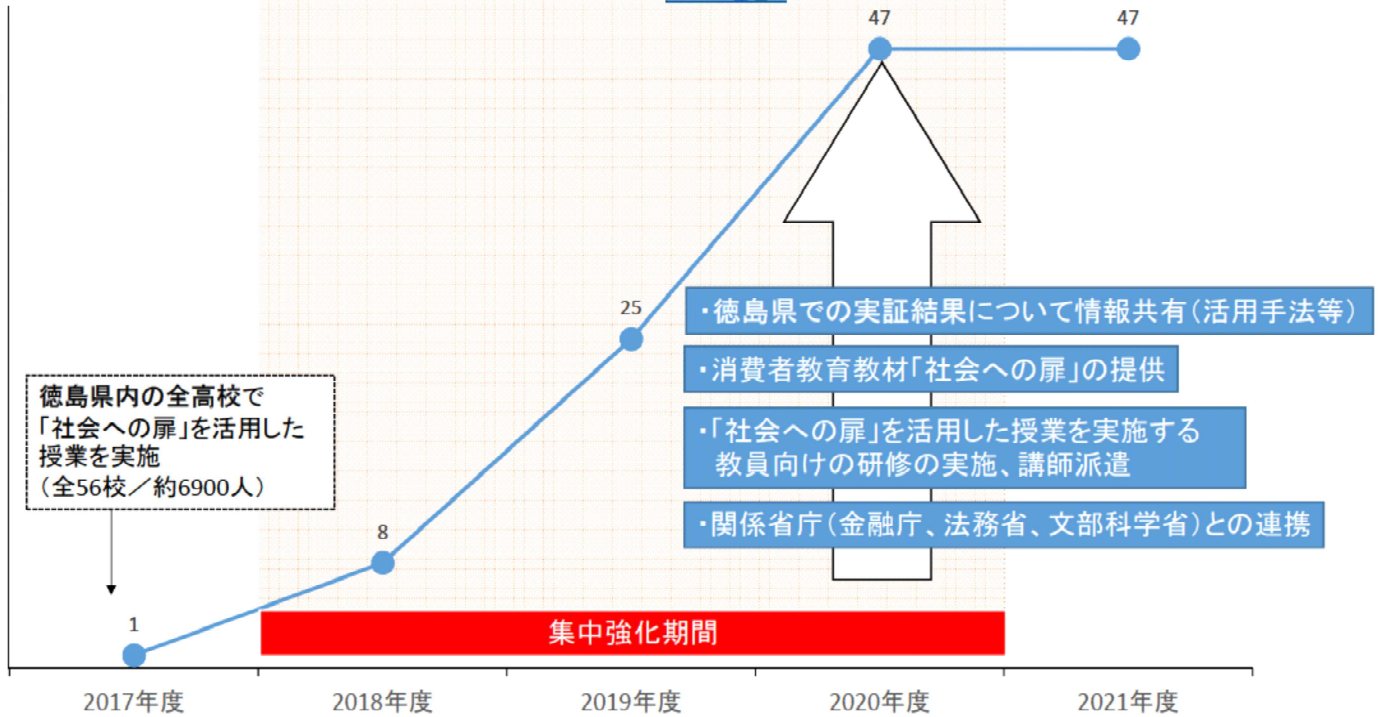 47
47
25
8
1
・徳島県での実証結果について情報共有(活用手法等)
・消費者教育教材「社会への扉」の提供
・「社会への扉」を活用した授業を実施する
教員向けの研修の実施、講師派遣
・関係省庁(金融庁、法務省、文部科学省)との連携
徳島県内の全高校で
「社会への扉」を活用した
授業を実施
(全56校/約6900人)
集中強化期間
2017年度
2018年度
2019年度
2020年度
2021年度